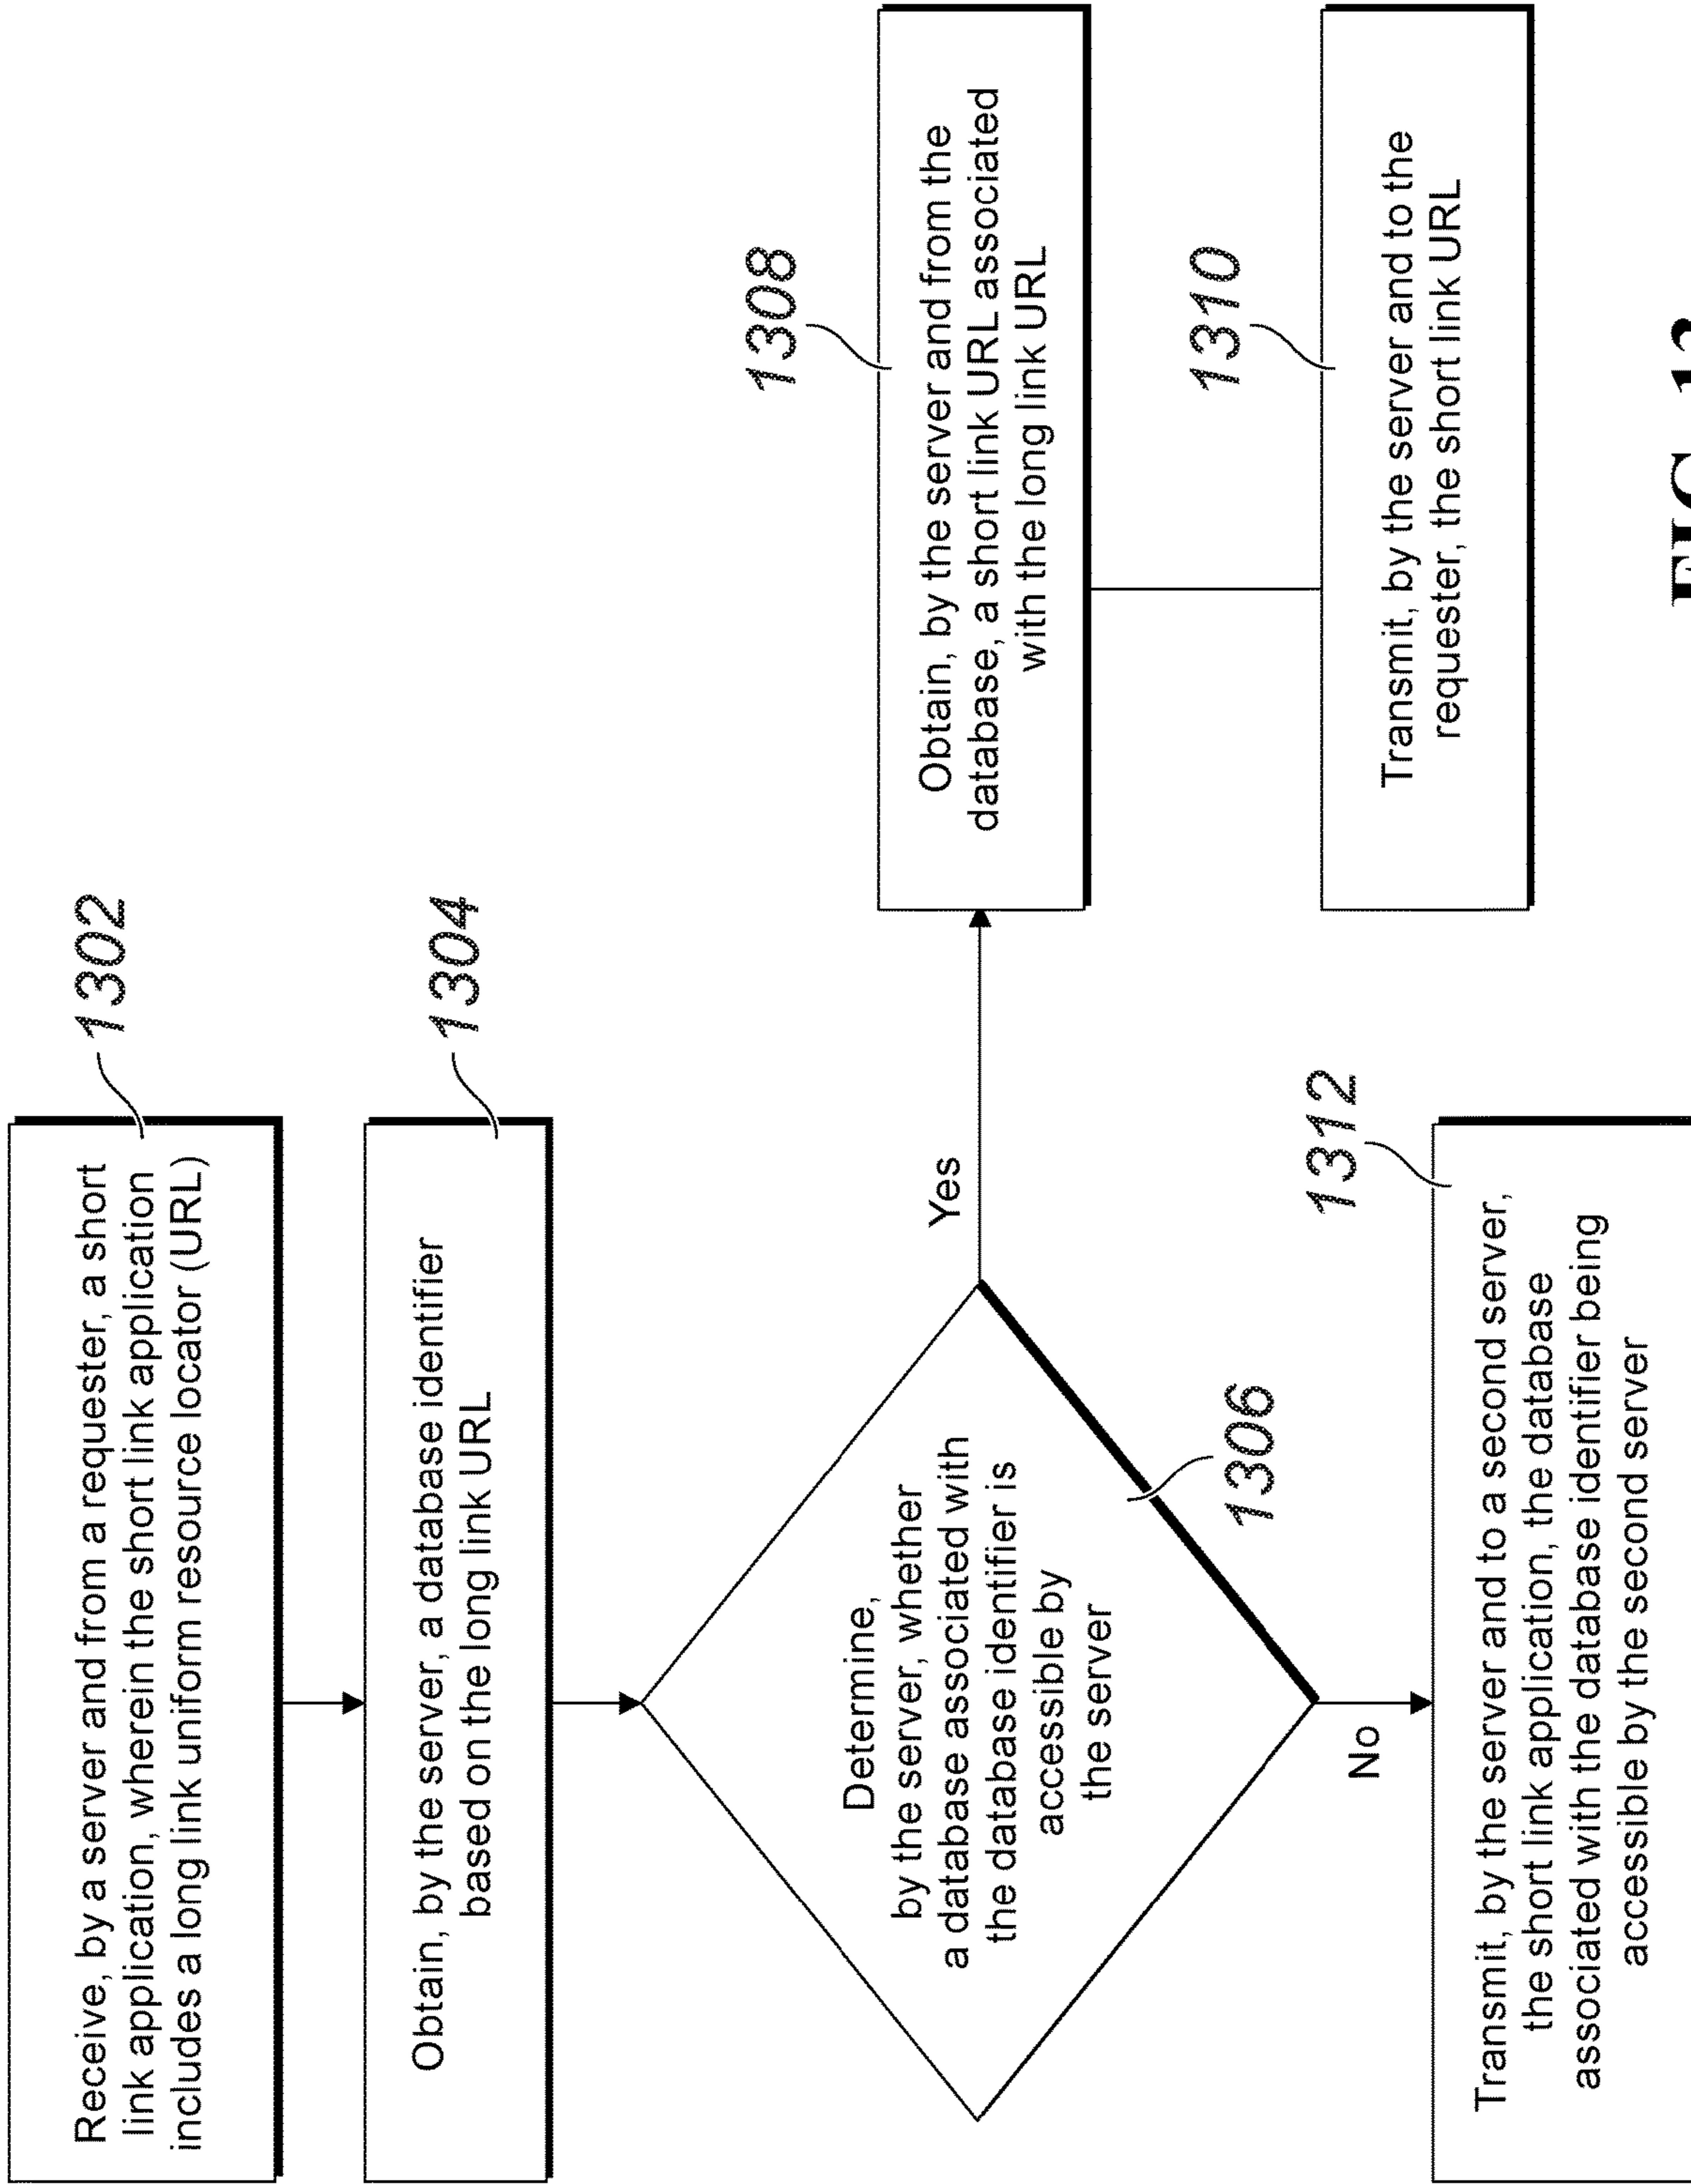 Receive, by a server and from a requester, a short
link application, wherein the short link application
includes a long link uniform resource locator (URL)
1302
Obtain, by the server, a database identifier
based on the long link URL
1304
Determine,
by the server, whether
a database associated with
the database identifier is
accessible by
the server
1306
Yes
Obtain, by the server and from the
database, a short link URL associated
with the long link URL
1308
Transmit, by the server and to the
requester, the short link URL
1310
No
Transmit, by the server and to a second server,
the short link application, the database
associated with the database identifier being
accessible by the second server
1312